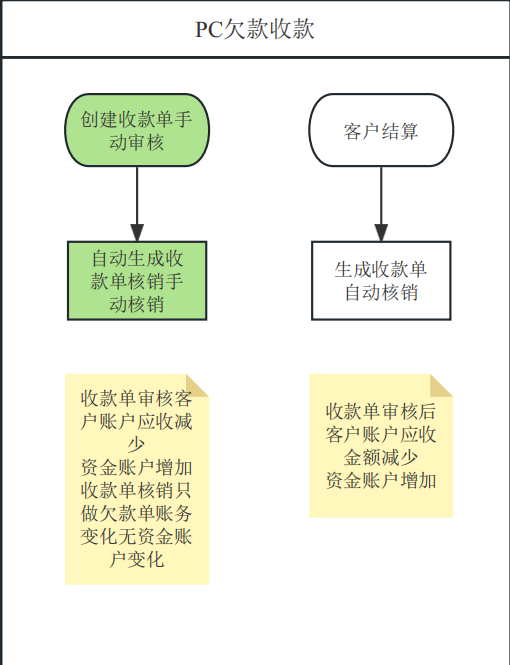 PC欠款收款
创建收款单手
动审核
客户结算
自动生成收
款单核销手
动核销
生成收款单
自动核销
收款单审核客
户账户应收减
少
资金账户增加
收款单核销只
做欠款单账务
变化无资金账
户变化
收款单审核后
客户账户应收
金额减少
资金账户增加